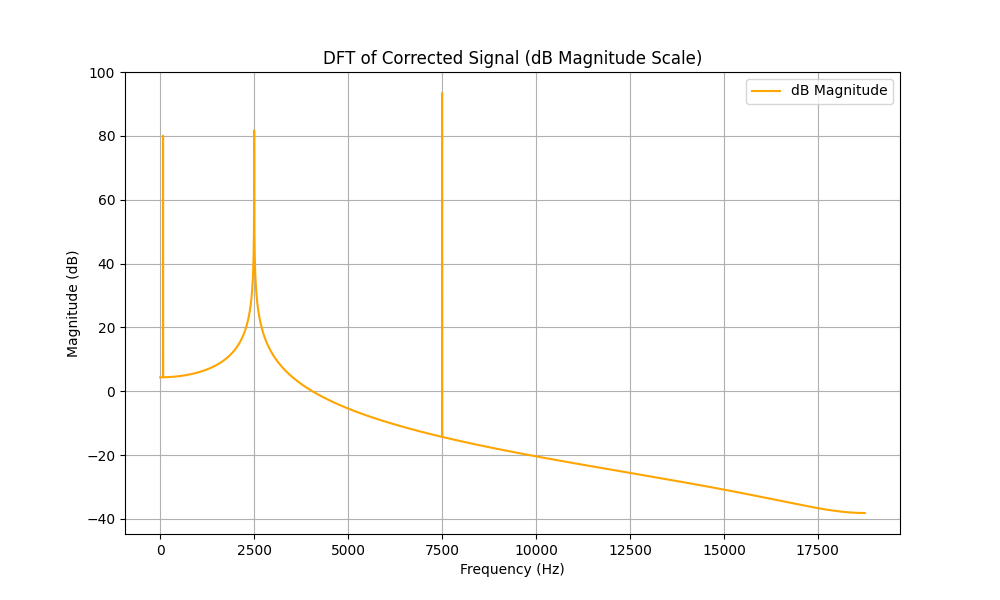 DFT of Corrected Signal (dB Magnitude Scale)
dB Magnitude
Magnitude (dB)
100
80
60
40
20
0
−20
−40
0 2500 5000 7500 10000 12500 15000 17500
Frequency (Hz)